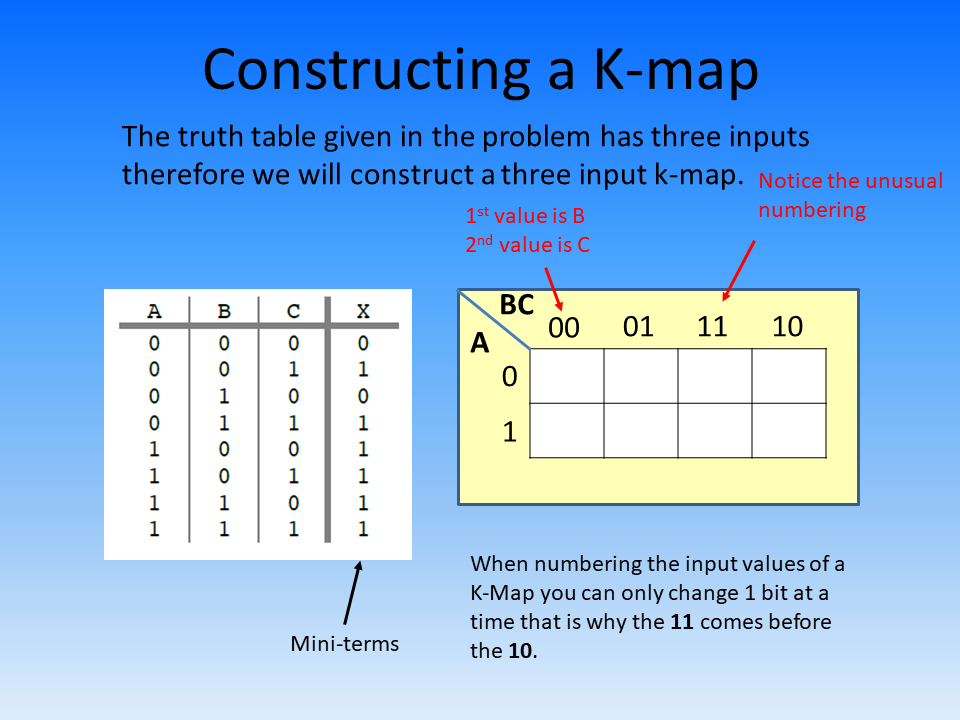 Constructing a K-map
The truth table given in the problem has three inputs
therefore we will construct a three input k-map.
Notice the unusual
numbering
1st value is B
2nd value is C
A B C X
0 0 0 0
0 0 1 1
0 1 0 0
0 1 1 1
1 0 0 1
1 0 1 1
1 1 0 1
1 1 1 1
BC
A
00 01 11 10
0
1
Mini-terms
When numbering the input values of a
K-Map you can only change 1 bit at a
time that is why the 11 comes before
the 10.